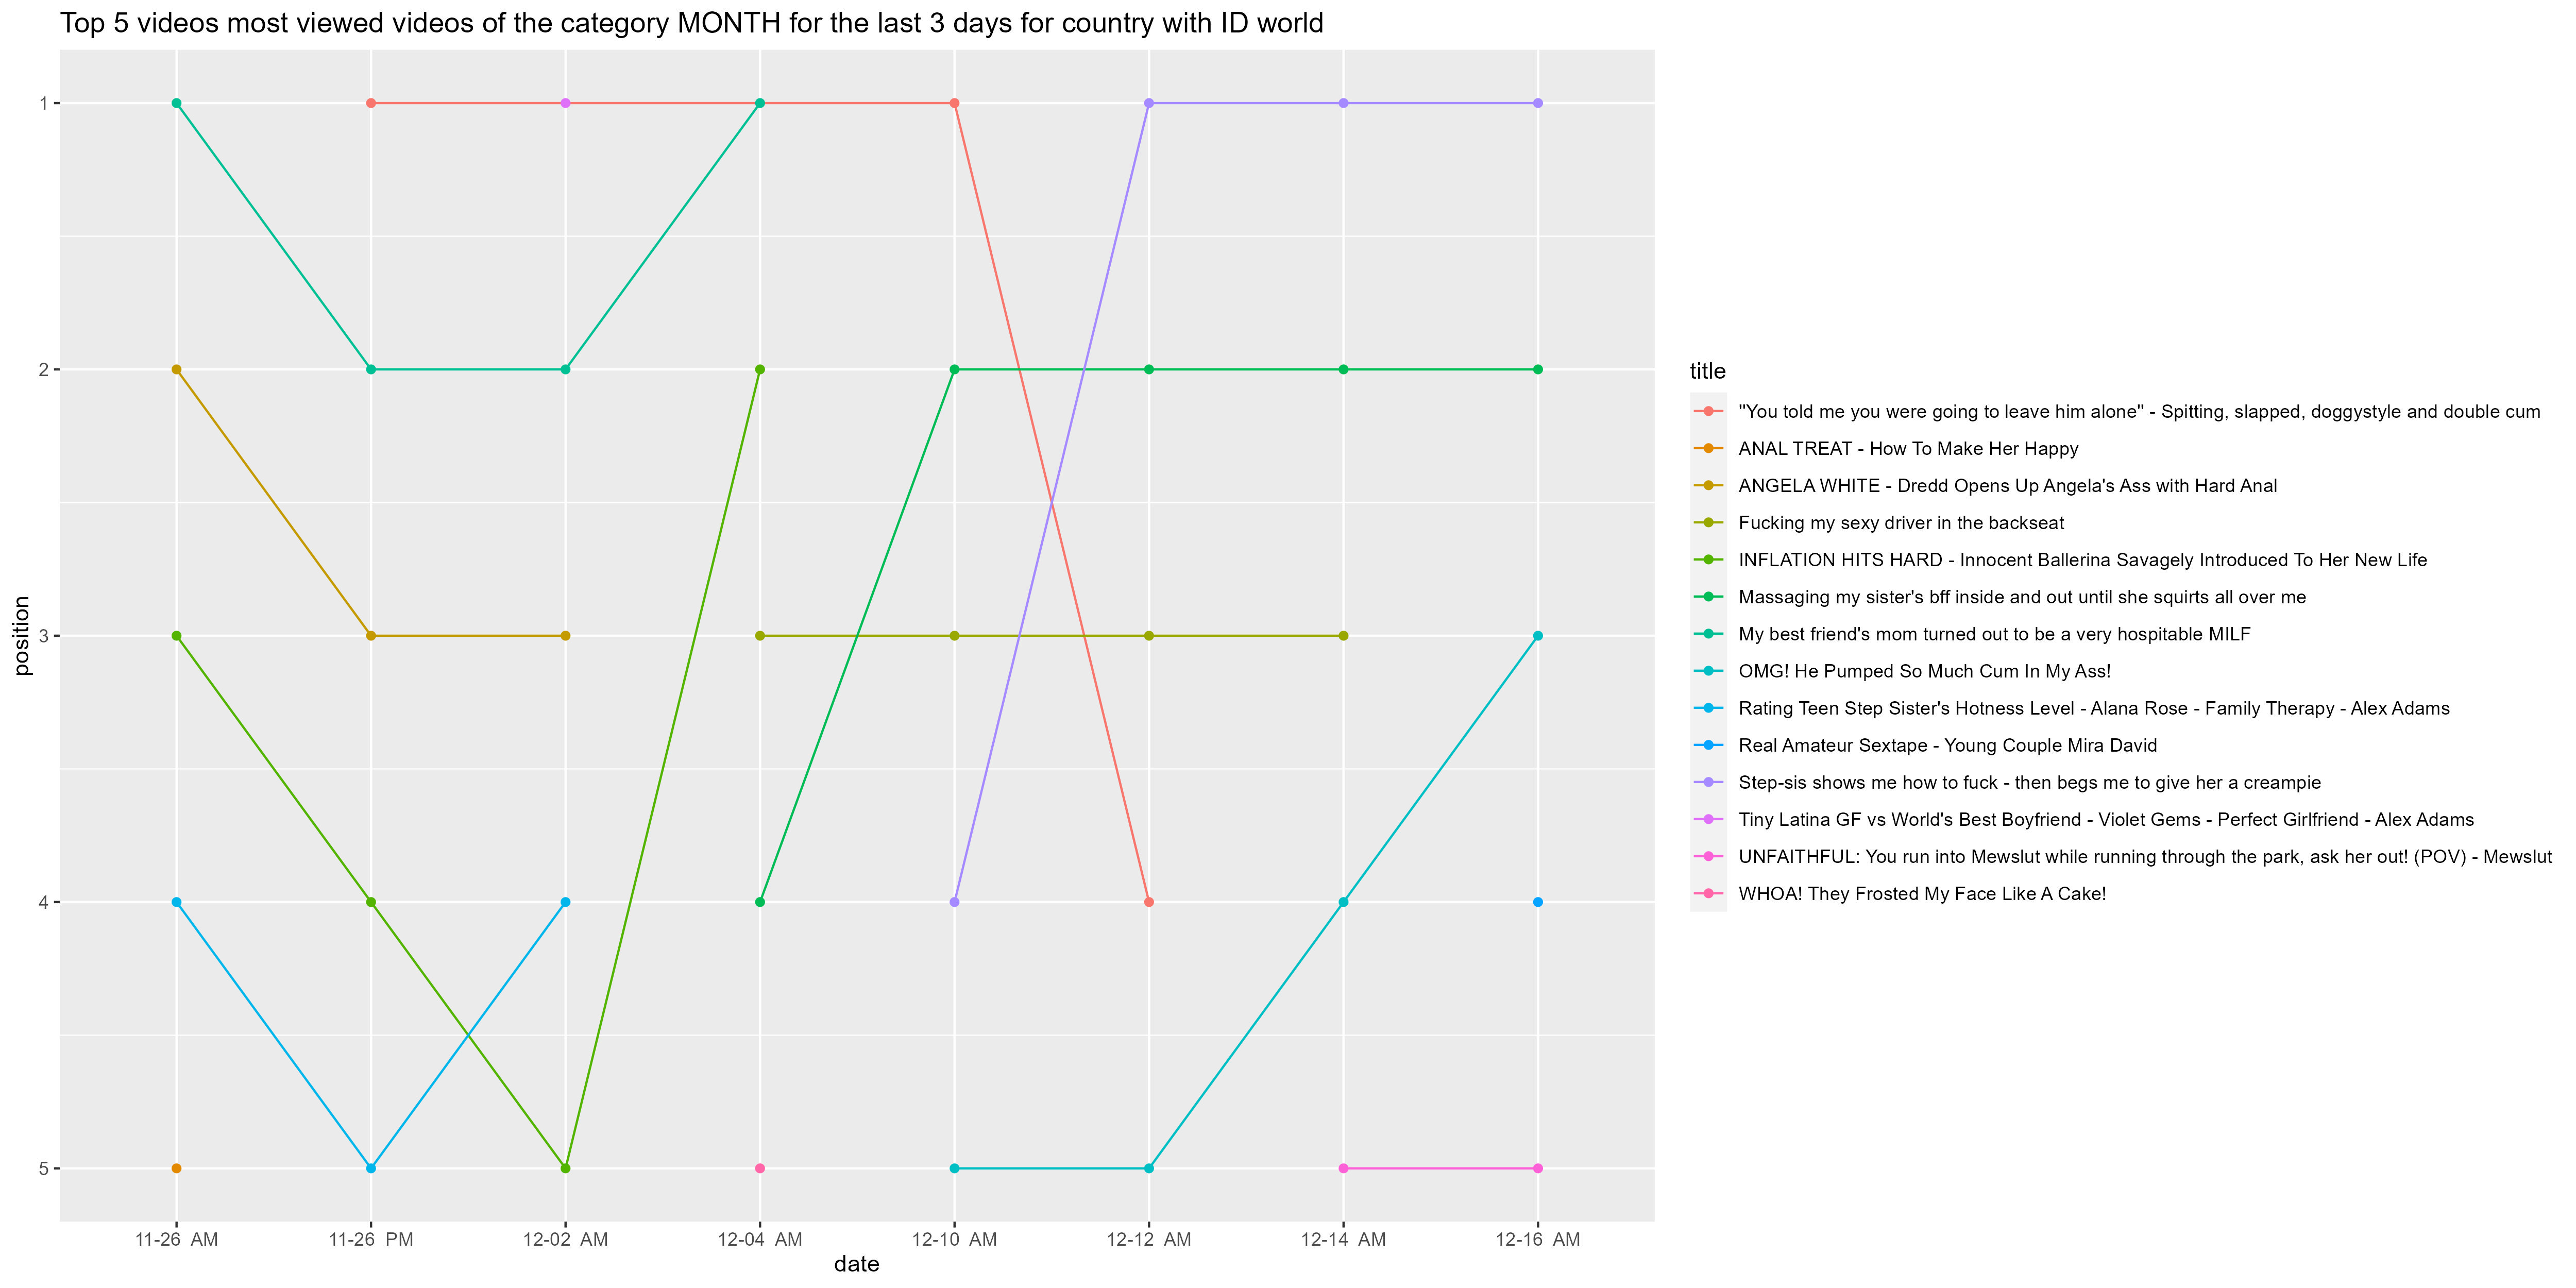 Top 5 videos most viewed videos of the category MONTH for the last 3 days for country with ID world
position
1
2
3
4
5
11-26 AM
11-26 PM
12-02 AM
12-04 AM
12-10 AM
12-12 AM
12-14 AM
12-16 AM
date
title
"You told me you were going to leave him alone" - Spitting, slapped, doggystyle and double cum
ANAL TREAT - How To Make Her Happy
ANGELA WHITE - Dredd Opens Up Angela's Ass with Hard Anal
Fucking my sexy driver in the backseat
INFLATION HITS HARD - Innocent Ballerina Savagely Introduced To Her New Life
Massaging my sister's bff inside and out until she squirts all over me
My best friend's mom turned out to be a very hospitable MILF
OMG! He Pumped So Much Cum In My Ass!
Rating Teen Step Sister's Hotness Level - Alana Rose - Family Therapy - Alex Adams
Real Amateur Sextape - Young Couple Mira David
Step-sis shows me how to fuck - then begs me to give her a creampie
Tiny Latina GF vs World's Best Boyfriend - Violet Gems - Perfect Girlfriend - Alex Adams
UNFAITHFUL: You run into Mewslut while running through the park, ask her out! (POV) - Mewslut
WHOA! They Frosted My Face Like A Cake!